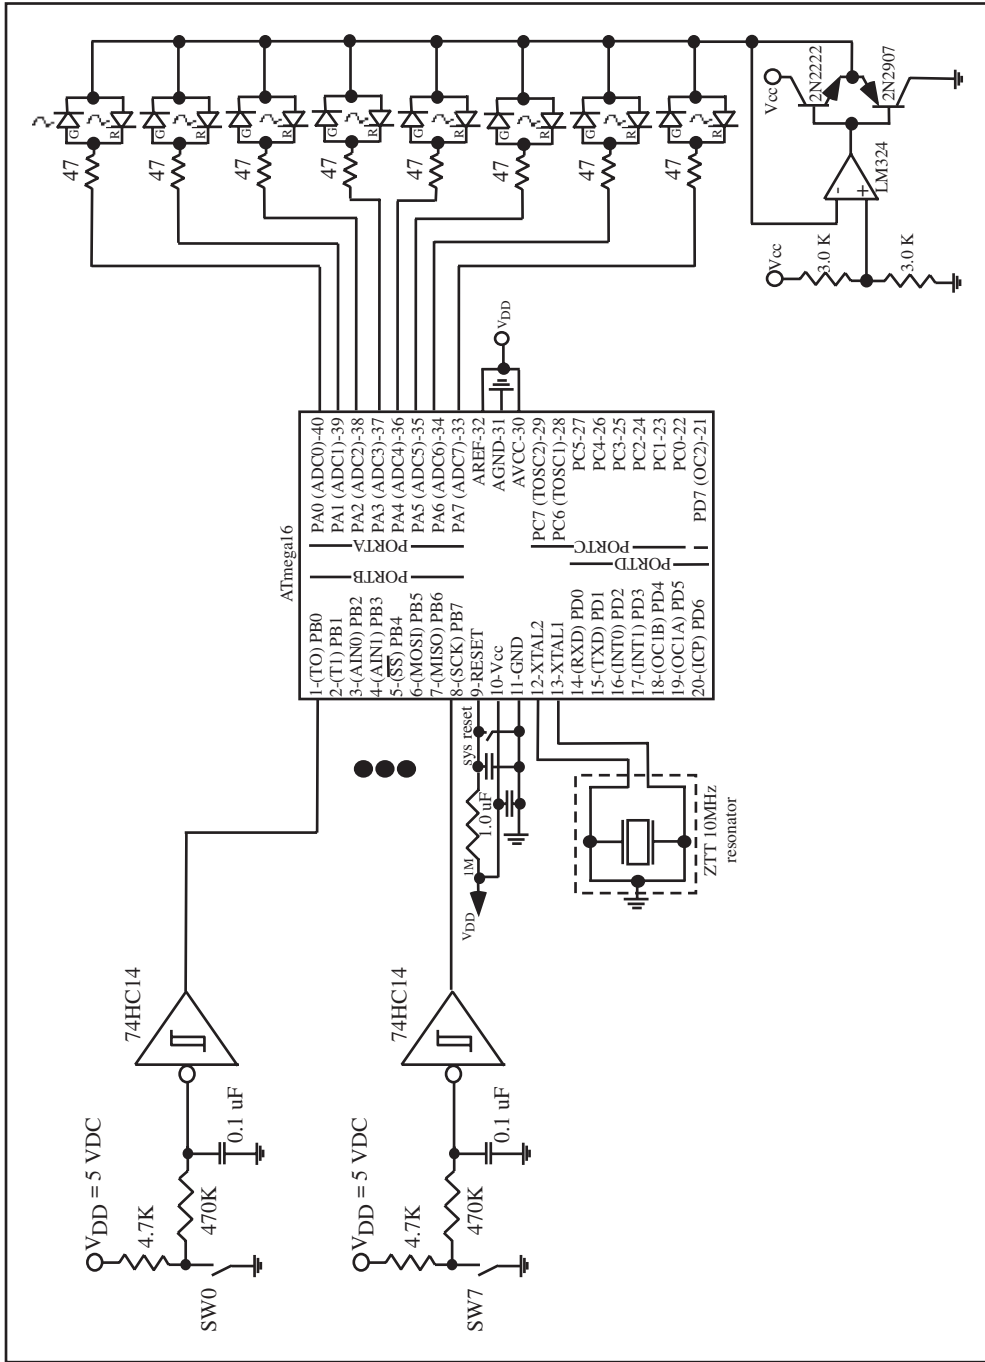 47
47
47
47
47
47
47
47
G
R
G
R
G
R
G
R
G
R
G
R
G
R
G
R
Vcc
2N2222
2N2907
LM324
-
+
Vcc
3.0 K
3.0 K
VDD
ATmega16
PA0 (ADC0)-40
PA1 (ADC1)-39
PA2 (ADC2)-38
PA3 (ADC3)-37
PA4 (ADC4)-36
PA5 (ADC5)-35
PA6 (ADC6)-34
PA7 (ADC7)-33
AREF-32
AGND-31
AVCC-30
PC7 (TOSC2)-29
PC6 (TOSC1)-28
PC5-27
PC4-26
PC3-25
PC2-24
PC1-23
PC0-22
PD7 (OC2)-21
PORTA
PORTB
PORTC
PORTD
1-(TO) PB0
2-(T1) PB1
3-(AIN0) PB2
4-(AIN1) PB3
5-(SS) PB4
6-(MOSI) PB5
7-(MISO) PB6
8-(SCK) PB7
9-RESET
10-Vcc
11-GND
12-XTAL2
13-XTAL1
14-(RXD) PD0
15-(TXD) PD1
16-(INT0) PD2
17-(INT1) PD3
18-(OC1B) PD4
19-(OC1A) PD5
20-(ICP) PD6
sys reset
1.0 uF
1M
VDD
ZTT 10MHz
resonator
74HC14
0.1 uF
VDD = 5 VDC
4.7K
470K
SW0
74HC14
0.1 uF
VDD = 5 VDC
4.7K
470K
SW7